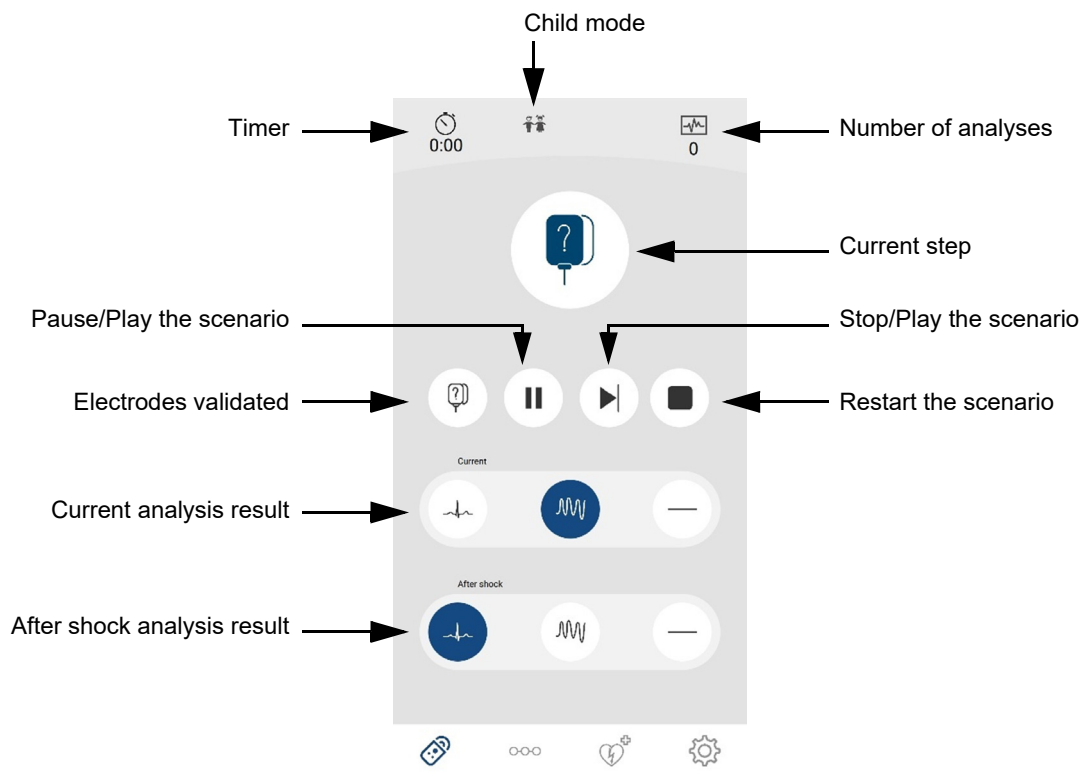 Child mode
Timer
0:00
Number of analyses
0
?
Current step
Pause/Play the scenario
Stop/Play the scenario
Electrodes validated
?
Restart the scenario
Current
Current analysis result
After shock
After shock analysis result